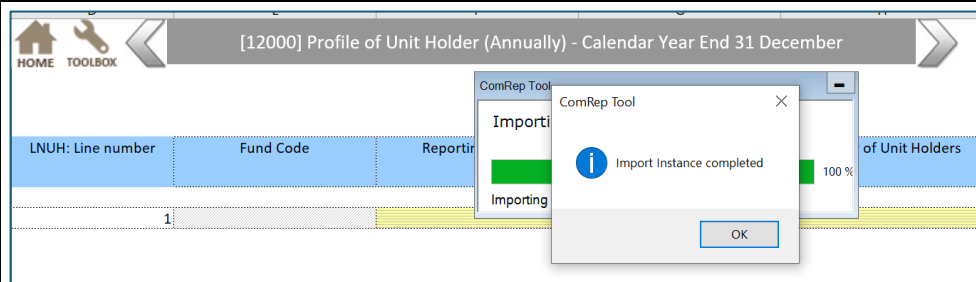 [12000] Profile of Unit Holder (Annually) - Calendar Year End 31 December
HOME TOOLBOX
ComRep Tool
ComRep Tool
Importi
LNUH: Line number Fund Code Reportin of Unit Holders
Import Instance completed
100 %
Importing
1
OK